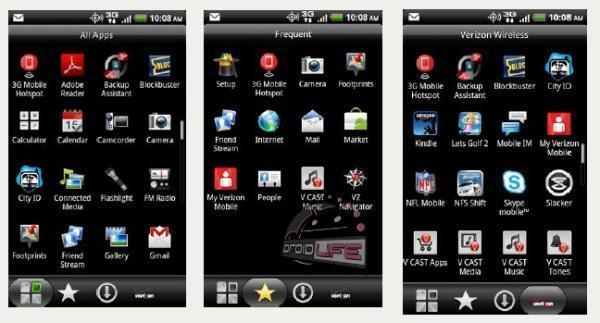 3G 10:08 AM
All Apps
3G Mobile Hotspot Adobe Reader Backup Assistant Blockbuster
Calculator Calendar Camcorder Camera
City ID Connected Media Flashlight FM Radio
Footprints Friend Stream Gallery Gmail
verizon
3G 10:08 AM
Frequent
Setup 3G Mobile Hotspot Camera Footprints
Friend Stream Internet Mail Market
My Verizon Mobile People V CAST Music VZ Navigator
DROID LIFE
verizon
3G 10:08 AM
Verizon Wireless
3G Mobile Hotspot Backup Assistant Blockbuster City ID
Kindle Lets Golf 2 Mobile IM My Verizon Mobile
NFL Mobile NFS Shift Skype mobile™ Slacker
V CAST Apps V CAST Media V CAST Music V CAST Tones
verizon